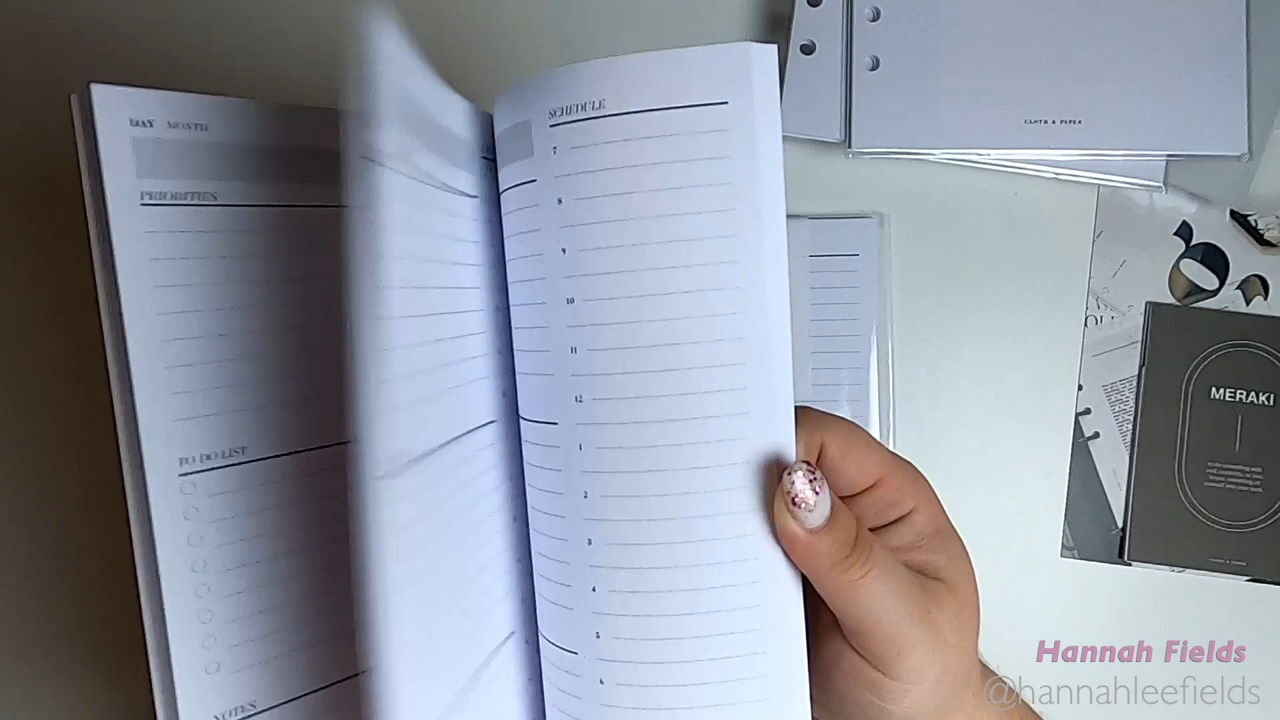 DAY MONTH
PRIORITIES
TO DO LIST
NOTES
SCHEDULE
7
8
9
10
11
12
1
2
3
4
5
6
CLOTH & PAPER
MERAKI
Hannah Fields
@hannahleefields